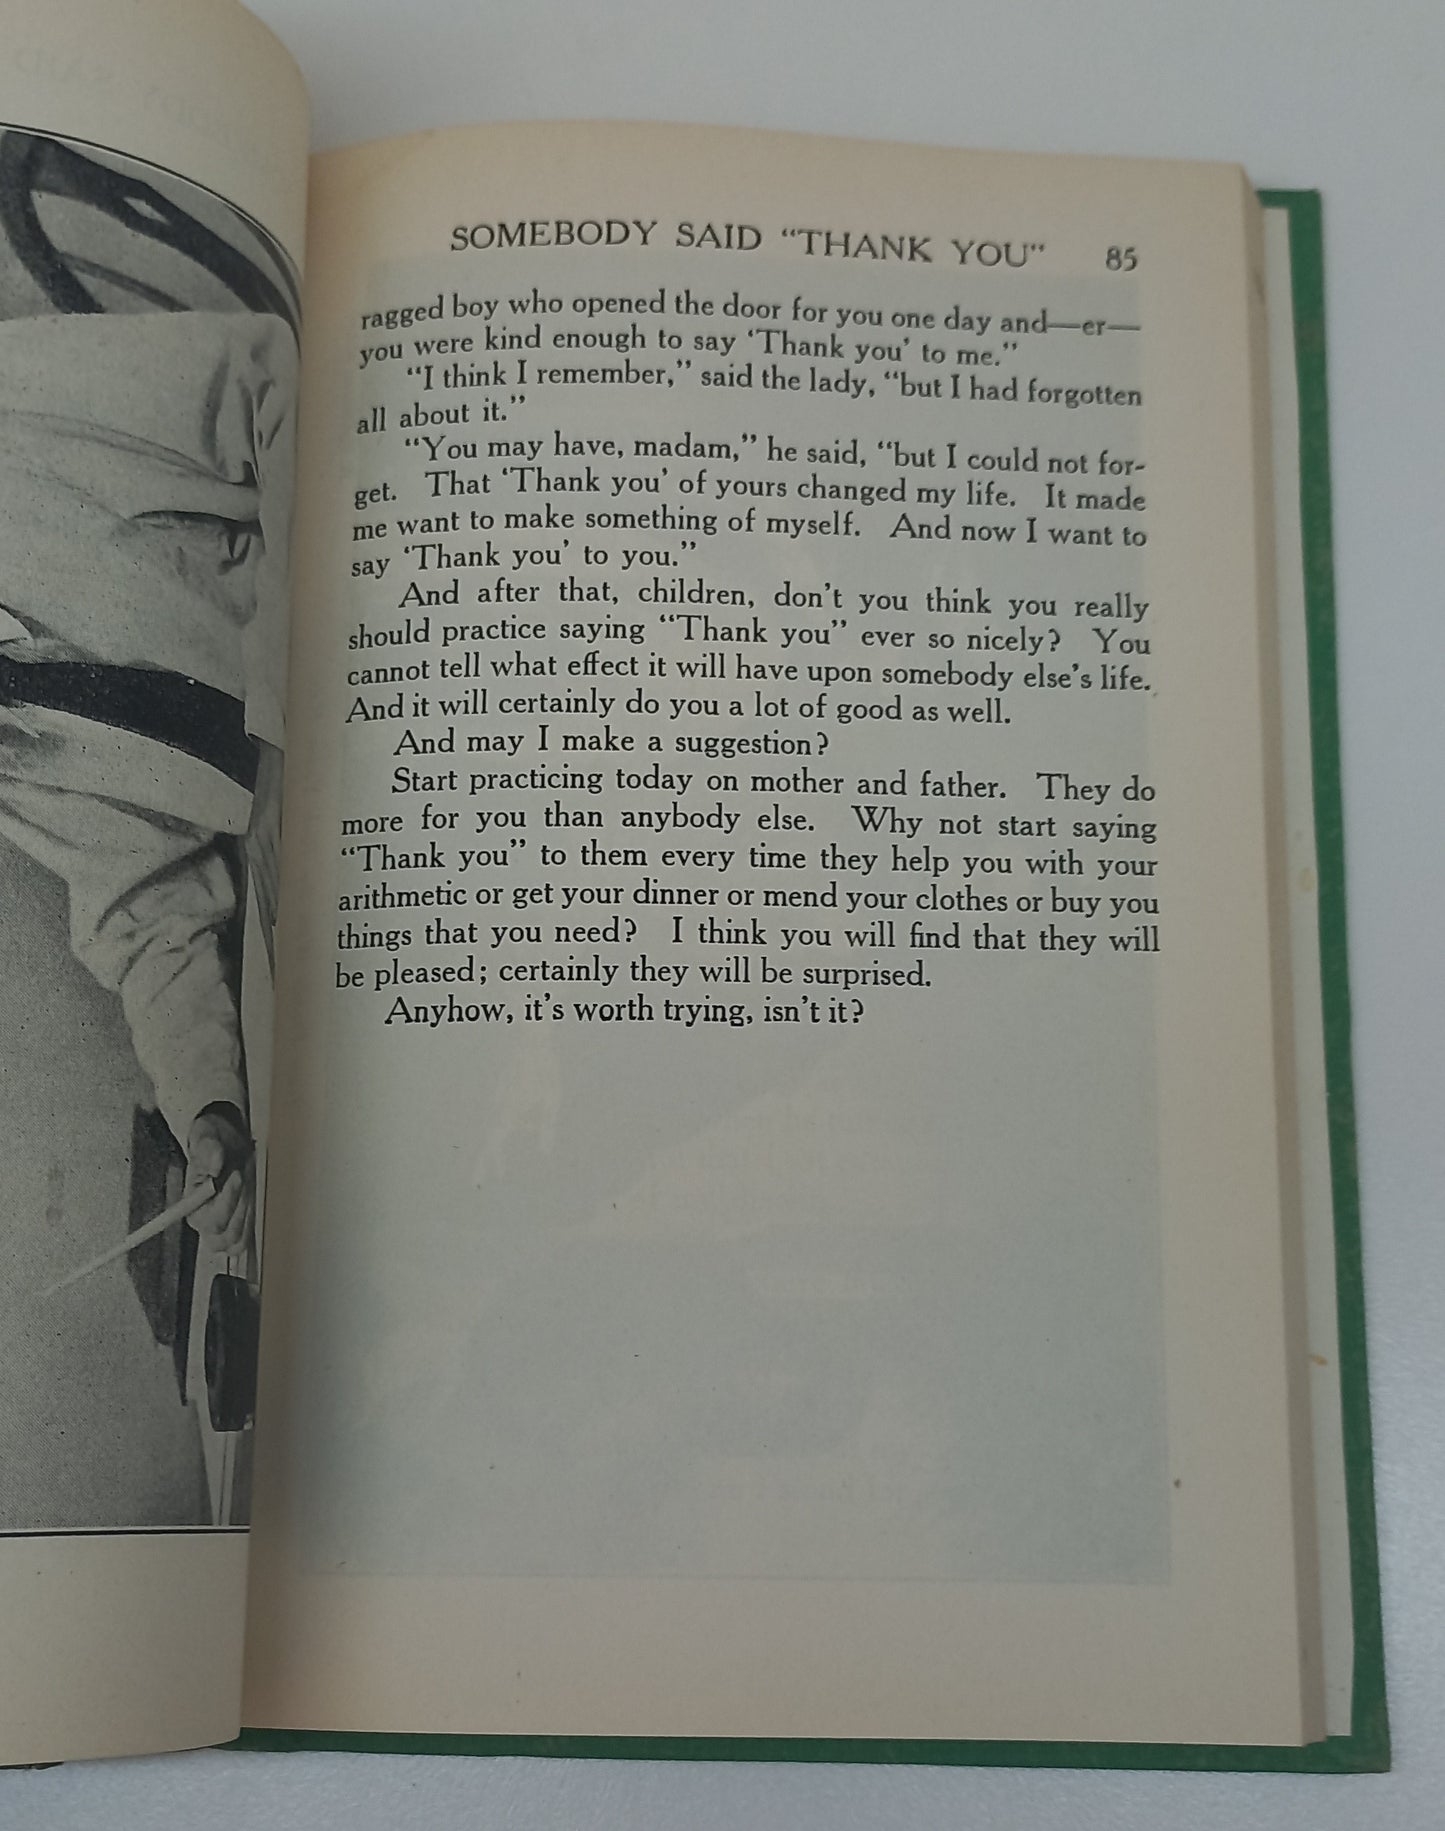 SOMEBODY SAID "THANK YOU" 85
ragged boy who opened the door for you one day and—er—
you were kind enough to say 'Thank you' to me."
"I think I remember," said the lady, "but I had forgotten
all about it."
"You may have, madam," he said, "but I could not for-
get. That 'Thank you' of yours changed my life. It made
me want to make something of myself. And now I want to
say 'Thank you' to you."
And after that, children, don't you think you really
should practice saying "Thank you" ever so nicely? You
cannot tell what effect it will have upon somebody else's life.
And it will certainly do you a lot of good as well.
And may I make a suggestion?
Start practicing today on mother and father. They do
more for you than anybody else. Why not start saying
"Thank you" to them every time they help you with your
arithmetic or get your dinner or mend your clothes or buy you
things that you need? I think you will find that they will
be pleased; certainly they will be surprised.
Anyhow, it's worth trying, isn't it?